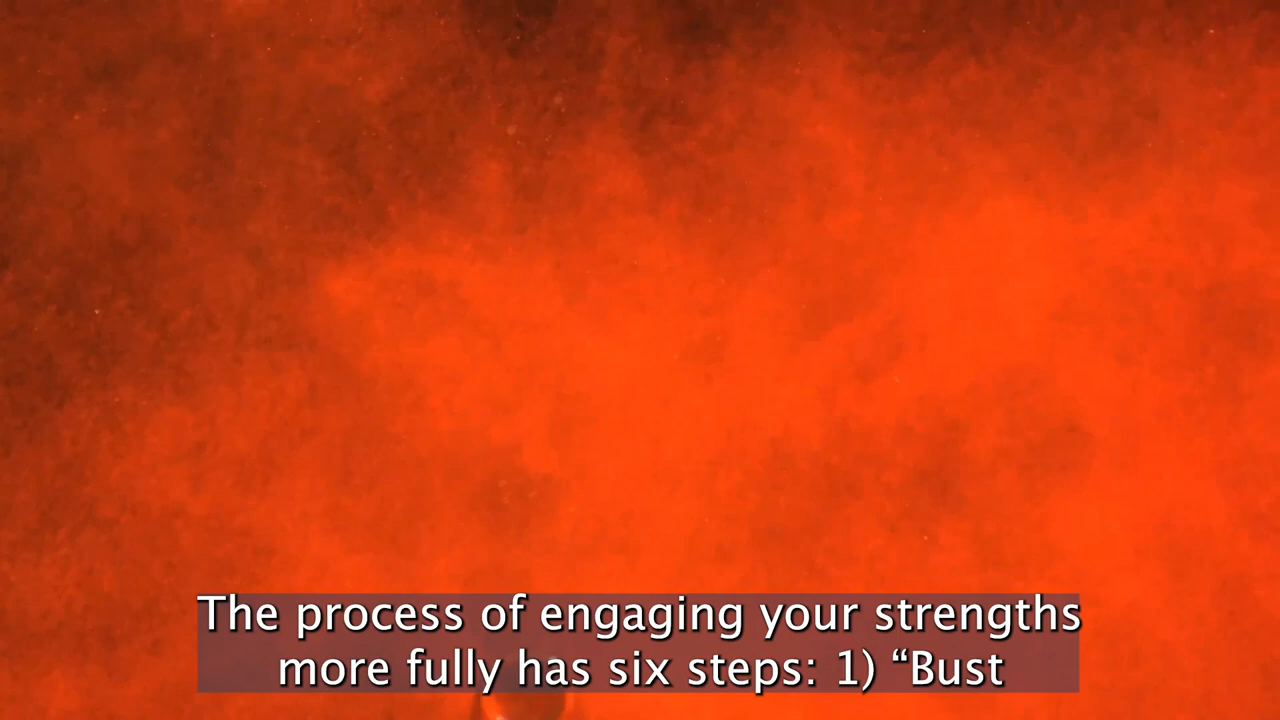 The process of engaging your strengths
more fully has six steps: 1) “Bust